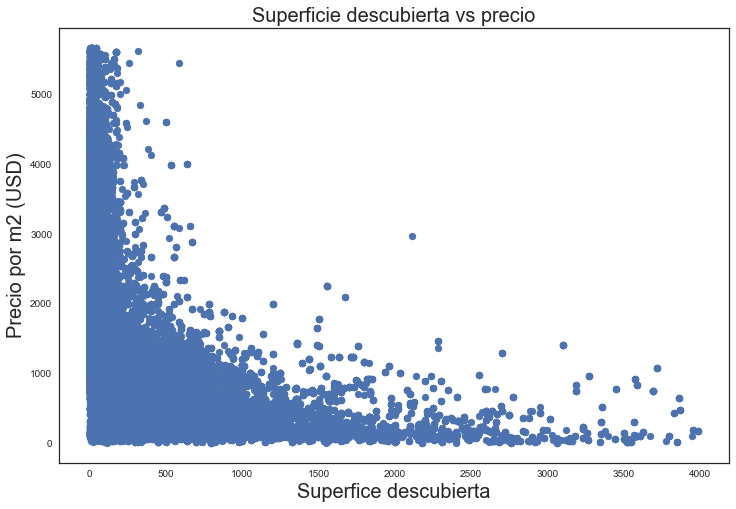 Superficie descubierta vs precio
Precio por m2 (USD)
5000
4000
3000
2000
1000
0
0 500 1000 1500 2000 2500 3000 3500 4000
Superfice descubierta